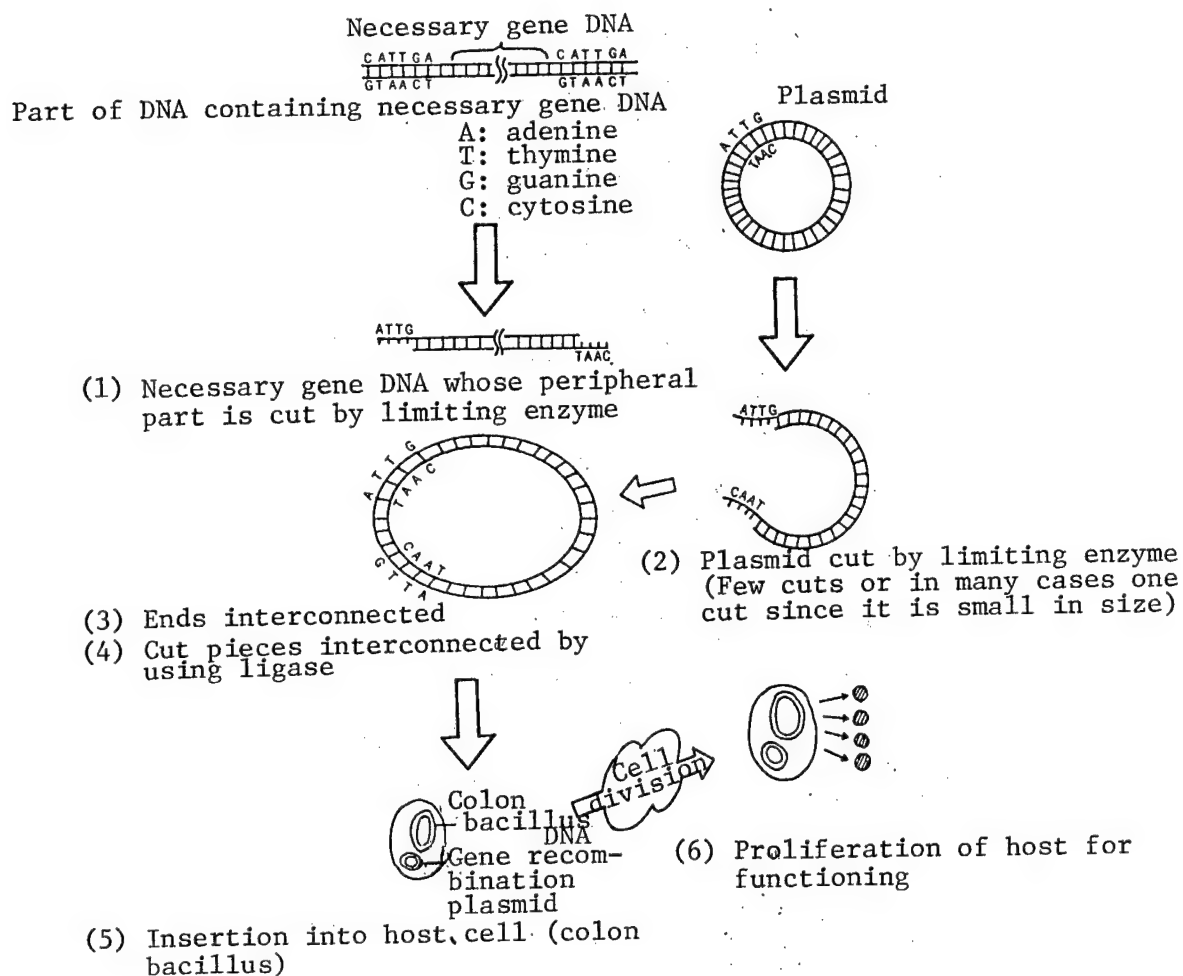 Necessary gene DNA
CATTGA CATTGA
GTAACT GTAACT
Part of DNA containing necessary gene DNA
A: adenine
T: thymine
G: guanine
C: cytosine
Plasmid
ATTG
TAAC
ATTG
TAAC
(1) Necessary gene DNA whose peripheral
part is cut by limiting enzyme
ATTG
CAAT
(2) Plasmid cut by limiting enzyme
(Few cuts or in many cases one
cut since it is small in size)
ATTG
TAAC
CAAT
GTTA
(3) Ends interconnected
(4) Cut pieces interconnected by
using ligase
Colon
bacillus
DNA
Gene recom-
bination
plasmid
(5) Insertion into host cell (colon
bacillus)
Cell
division
(6) Proliferation of host for
functioning